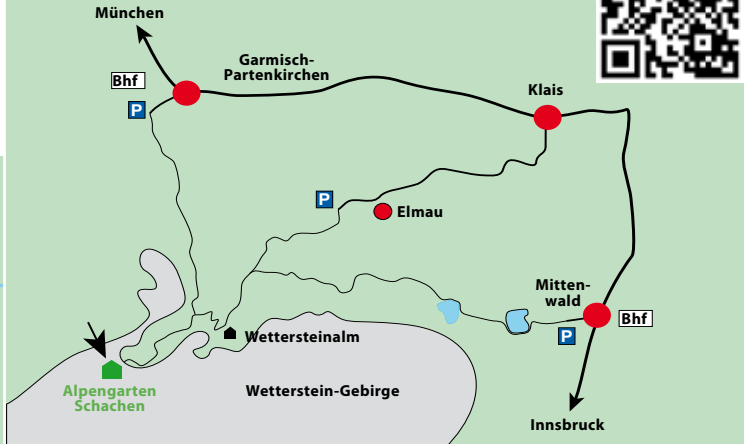 München
Garmisch-
Partenkirchen
Bhf
P
Klais
P
Elmau
Mitten-
wald
Bhf
P
Wettersteinalm
Alpengarten
Schachen
Wetterstein-Gebirge
Innsbruck